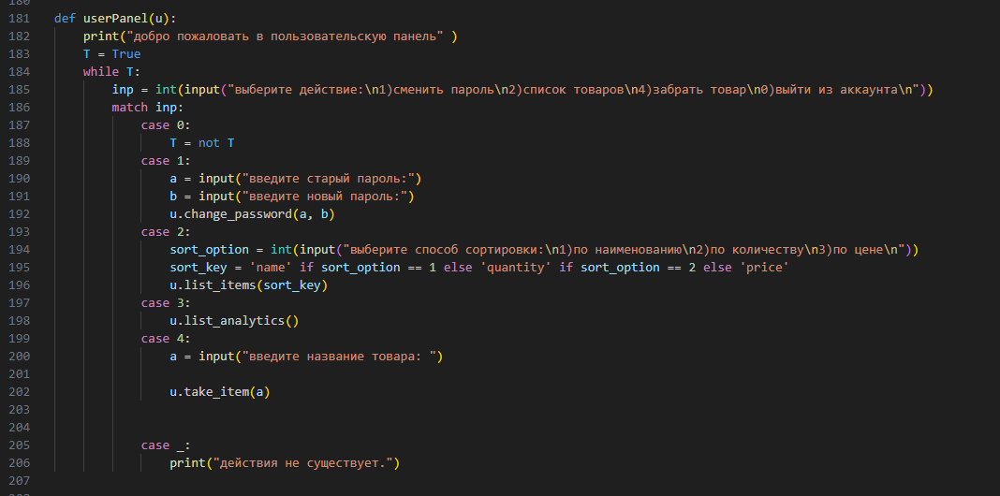 180
181 def userPanel(u):
182     print("добро пожаловать в пользовательскую панель" )
183     T = True
184     while T:
185         inp = int(input("выберите действие:\n1)сменить пароль\n2)список товаров\n4)забрать товар\n0)выйти из аккаунта\n"))
186         match inp:
187             case 0:
188                 T = not T
189             case 1:
190                 a = input("введите старый пароль:")
191                 b = input("введите новый пароль:")
192                 u.change_password(a, b)
193             case 2:
194                 sort_option = int(input("выберите способ сортировки:\n1)по наименованию\n2)по количеству\n3)по цене\n"))
195                 sort_key = 'name' if sort_option == 1 else 'quantity' if sort_option == 2 else 'price'
196                 u.list_items(sort_key)
197             case 3:
198                 u.list_analytics()
199             case 4:
200                 a = input("введите название товара: ")
201
202                 u.take_item(a)
203
204
205             case _:
206                 print("действия не существует.")
207